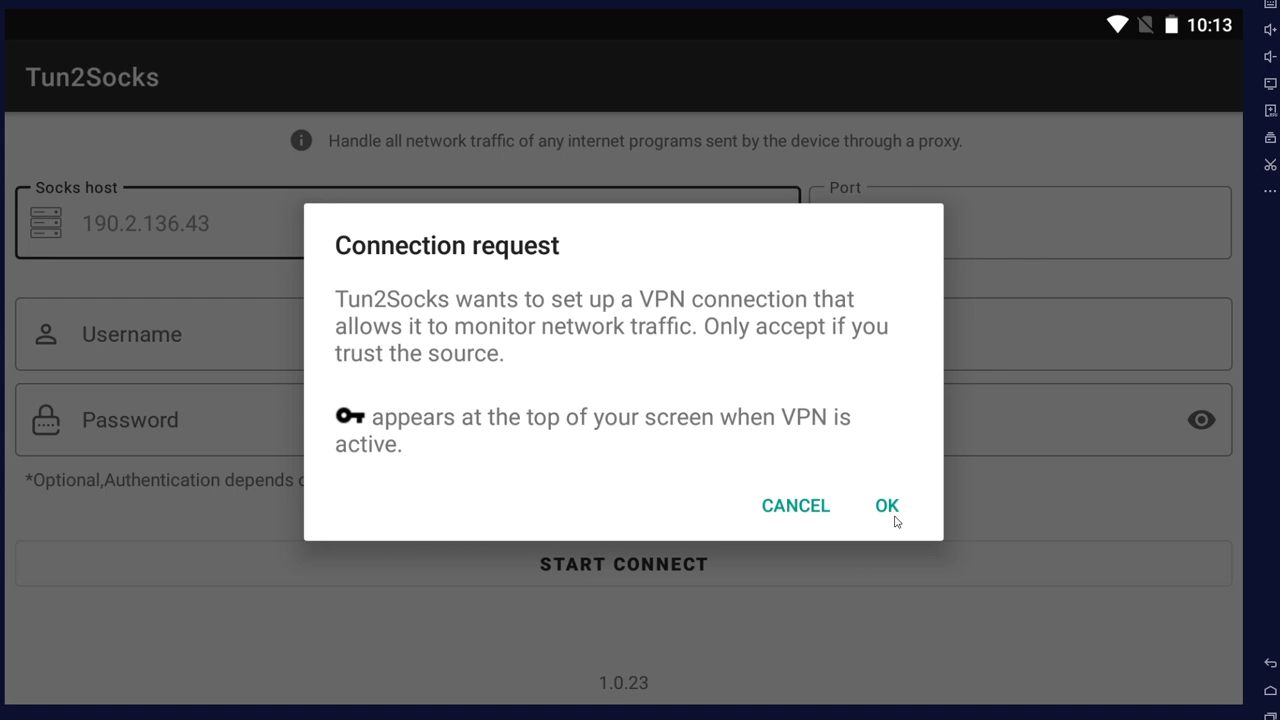 10:13
Tun2Socks
Handle all network traffic of any internet programs sent by the device through a proxy.
Socks host
Port
190.2.136.43
Connection request
Tun2Socks wants to set up a VPN connection that
allows it to monitor network traffic. Only accept if you
trust the source.
appears at the top of your screen when VPN is
active.
CANCEL
OK
Username
Password
*Optional,Authentication depends
START CONNECT
1.0.23